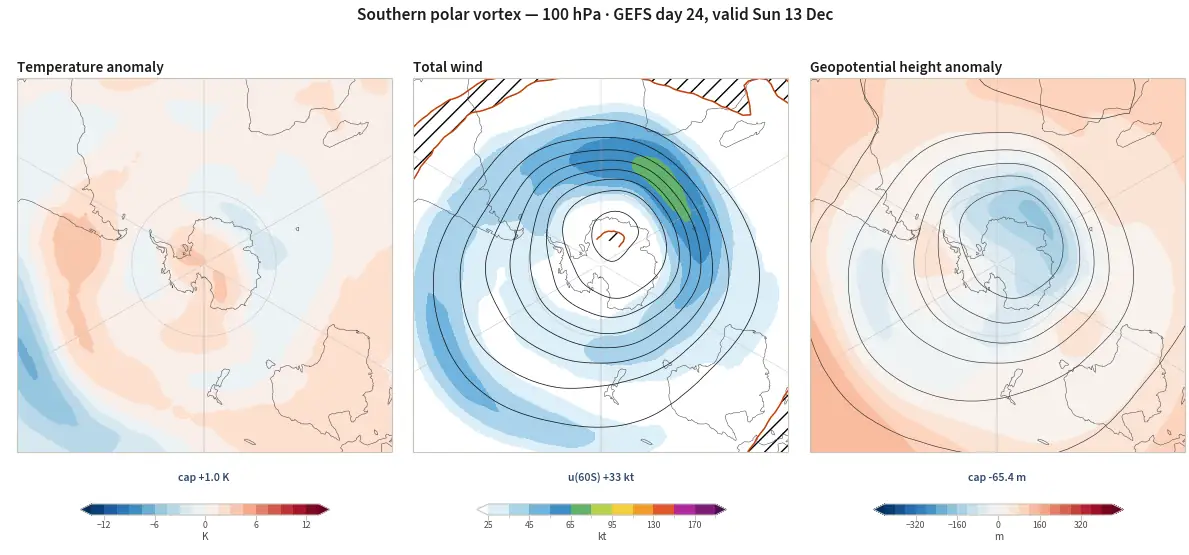 Southern polar vortex — 100 hPa · GEFS day 24, valid Sun 13 Dec
Temperature anomaly
Total wind
Geopotential height anomaly
cap +1.0 K
u(60S) +33 kt
cap -65.4 m
−12 −6 0 6 12
K
25 45 65 95 130 170
kt
−320 −160 0 160 320
m